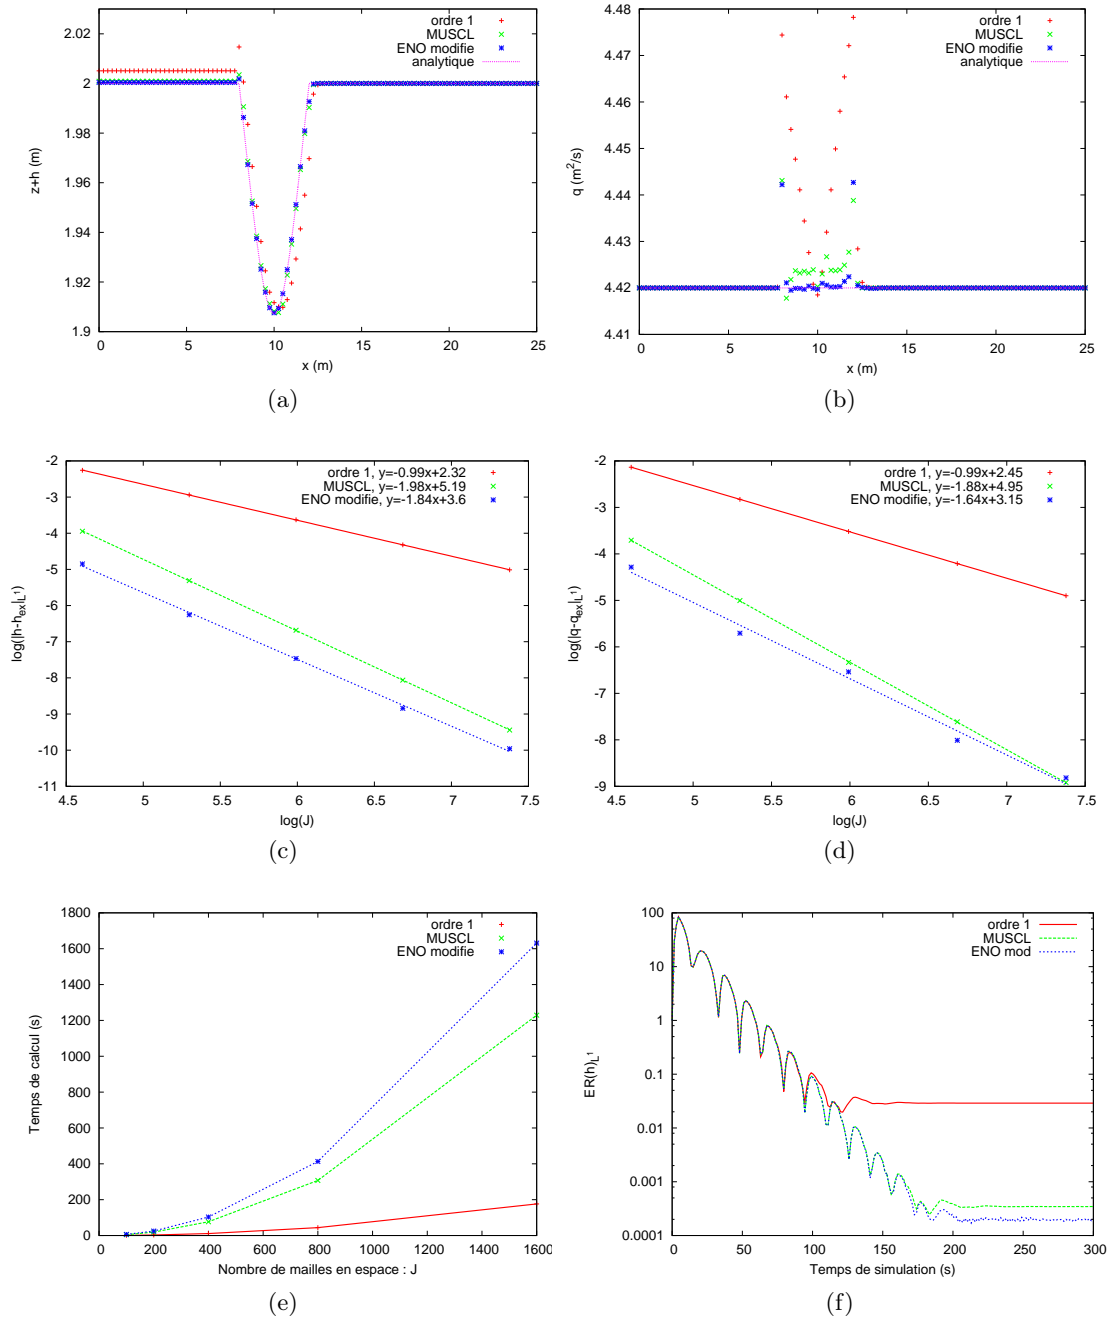 ordre 1
MUSCL
ENO modifie
analytique
2.02
2
1.98
1.96
1.94
1.92
1.9
z+h (m)
0 5 10 15 20 25
x (m)
(a)
ordre 1
MUSCL
ENO modifie
analytique
4.48
4.47
4.46
4.45
4.44
4.43
4.42
4.41
q (m²/s)
0 5 10 15 20 25
x (m)
(b)
ordre 1, y=-0.99x+2.32
MUSCL, y=-1.98x+5.19
ENO modifie, y=-1.84x+3.6
-2
-3
-4
-5
-6
-7
-8
-9
-10
-11
log(|h-h_ex|_L¹)
4.5 5 5.5 6 6.5 7 7.5
log(J)
(c)
ordre 1, y=-0.99x+2.45
MUSCL, y=-1.88x+4.95
ENO modifie, y=-1.64x+3.15
-2
-3
-4
-5
-6
-7
-8
-9
log(|q-q_ex|_L¹)
4.5 5 5.5 6 6.5 7 7.5
log(J)
(d)
ordre 1
MUSCL
ENO modifie
1800
1600
1400
1200
1000
800
600
400
200
0
Temps de calcul (s)
0 200 400 600 800 1000 1200 1400 1600
Nombre de mailles en espace : J
(e)
ordre 1
MUSCL
ENO mod
100
10
1
0.1
0.01
0.001
0.0001
ER(h)_L¹
0 50 100 150 200 250 300
Temps de simulation (s)
(f)